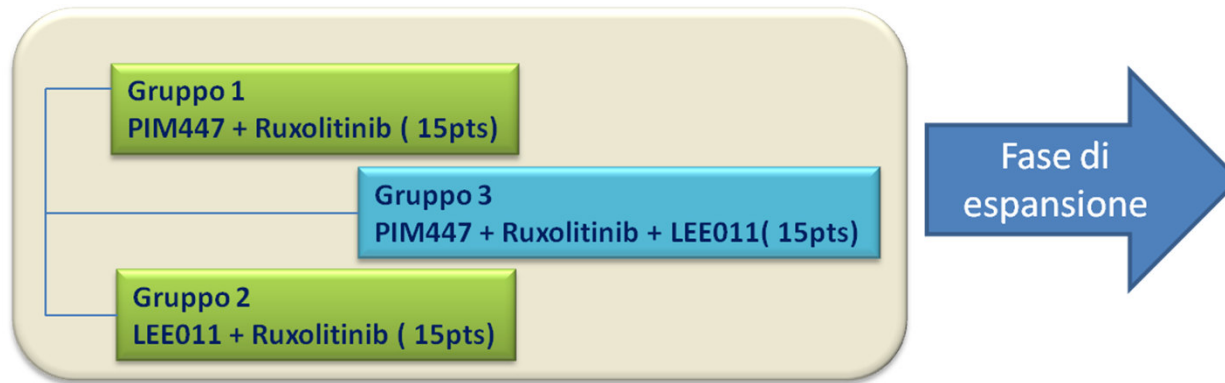 Gruppo 1
PIM447 + Ruxolitinib ( 15pts)
Gruppo 3
PIM447 + Ruxolitinib + LEE011( 15pts)
Gruppo 2
LEE011 + Ruxolitinib ( 15pts)
Fase di
espansione